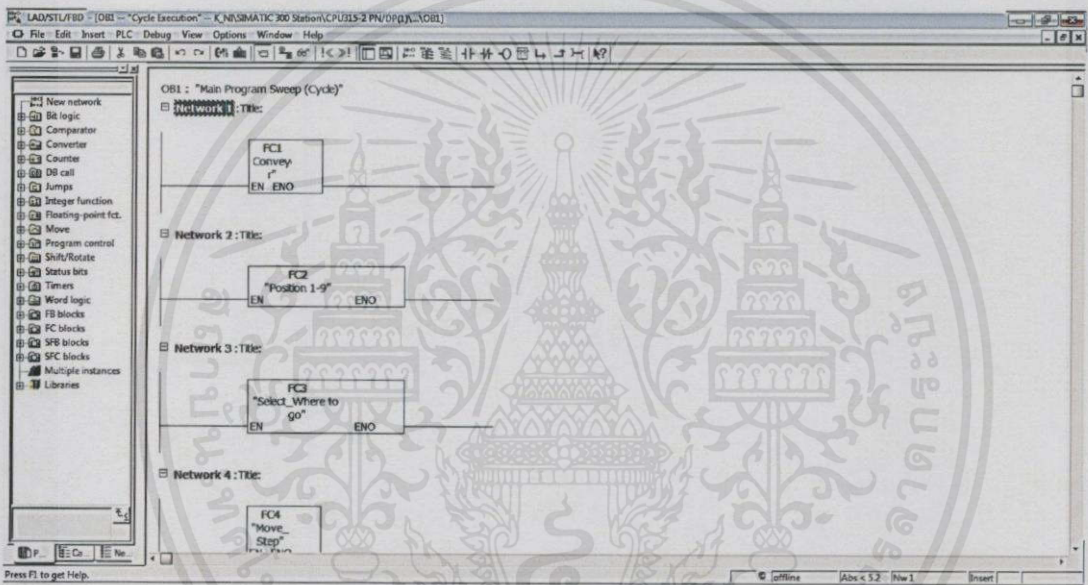 LAD/STL/FBD - [OB1 -- "Cycle Execution" -- K_NI\SIMATIC 300 Station\CPU315-2 PN/DP(1)\...\OB1]
File Edit Insert PLC Debug View Options Window Help
New network
Bit logic
Comparator
Converter
Counter
DB call
Jumps
Integer function
Floating-point fct.
Move
Program control
Shift/Rotate
Status bits
Timers
Word logic
FB blocks
FC blocks
SFB blocks
SFC blocks
Multiple instances
Libraries
P... Ca... Ne...
OB1 : "Main Program Sweep (Cycle)"
Network 1 : Title:
FC1
Convey
r"
EN ENO
Network 2 : Title:
FC2
"Position 1-9"
EN ENO
Network 3 : Title:
FC3
"Select_Where to
go"
EN ENO
Network 4 : Title:
FC4
"Move_
Step"
EN ENO
Press F1 to get Help.
offline Abs < 5.2 Nw 1 Insert